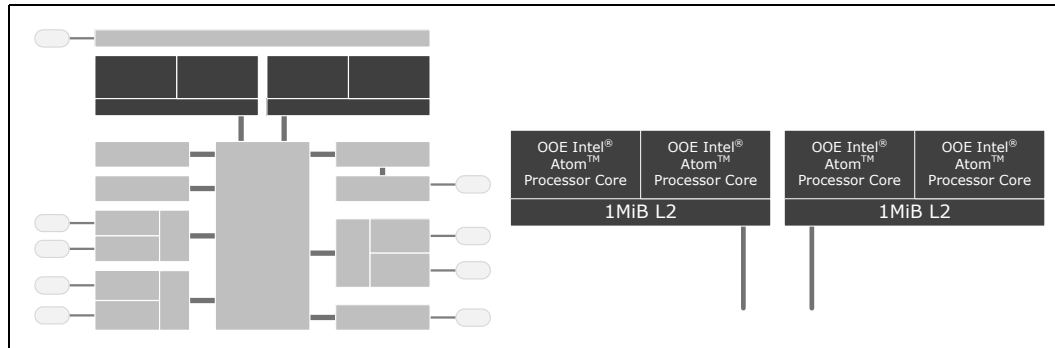 OOE Intel® Atom™ Processor Core
OOE Intel® Atom™ Processor Core
1MiB L2
OOE Intel® Atom™ Processor Core
OOE Intel® Atom™ Processor Core
1MiB L2